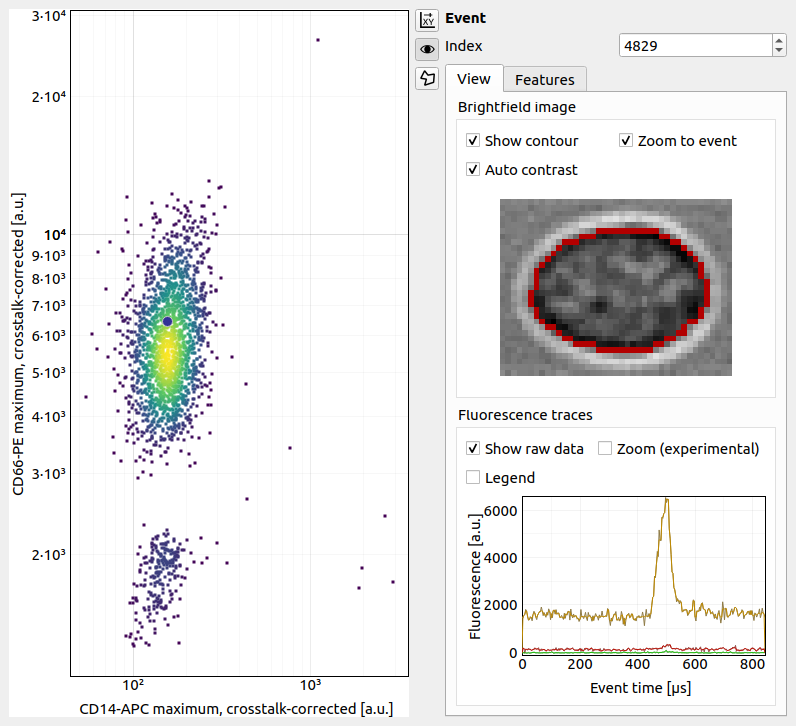 3·10⁴
2·10⁴
10⁴
9·10³
8·10³
7·10³
6·10³
5·10³
4·10³
3·10³
2·10³
CD66-PE maximum, crosstalk-corrected [a.u.]
10² 10³
CD14-APC maximum, crosstalk-corrected [a.u.]
XY
Event
Index 4829
View Features
Brightfield image
Show contour Zoom to event
Auto contrast
Fluorescence traces
Show raw data Zoom (experimental)
Legend
Fluorescence [a.u.]
6000
4000
2000
0
0 200 400 600 800
Event time [µs]